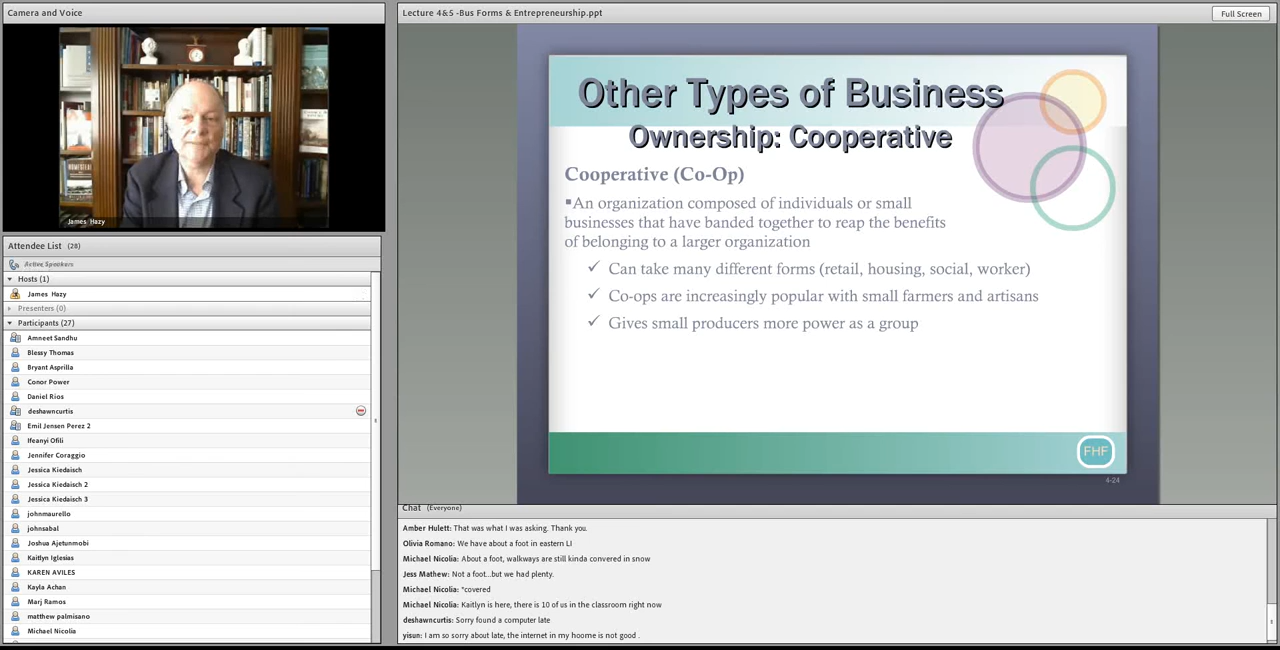 Camera and Voice
James Hazy
Attendee List (28)
Active Speakers
Hosts (1)
James Hazy
Presenters (0)
Participants (27)
Amneet Sandhu
Blessy Thomas
Bryant Asprilla
Conor Power
Daniel Rios
deshawncurtis
Emil Jensen Perez 2
Ifeanyi Ofili
Jennifer Coraggio
Jessica Kiedaisch
Jessica Kiedaisch 2
Jessica Kiedaisch 3
johnmaurello
johnsabal
Joshua Ajetunmobi
Kaitlyn Iglesias
KAREN AVILES
Kayla Achan
Marj Ramos
matthew palmisano
Michael Nicolia
Lecture 4&5 -Bus Forms & Entrepreneurship.ppt
Full Screen
Other Types of Business
Ownership: Cooperative
Cooperative (Co-Op)
▪An organization composed of individuals or small
businesses that have banded together to reap the benefits
of belonging to a larger organization
✓ Can take many different forms (retail, housing, social, worker)
✓ Co-ops are increasingly popular with small farmers and artisans
✓ Gives small producers more power as a group
FHF
4-24
Chat (Everyone)
Amber Hulett: That was what I was asking. Thank you.
Olivia Romano: We have about a foot in eastern LI
Michael Nicolia: About a foot, walkways are still kinda convered in snow
Jess Mathew: Not a foot...but we had plenty.
Michael Nicolia: *covered
Michael Nicolia: Kaitlyn is here, there is 10 of us in the classroom right now
deshawncurtis: Sorry found a computer late
yisun: I am so sorry about late, the internet in my hoome is not good .